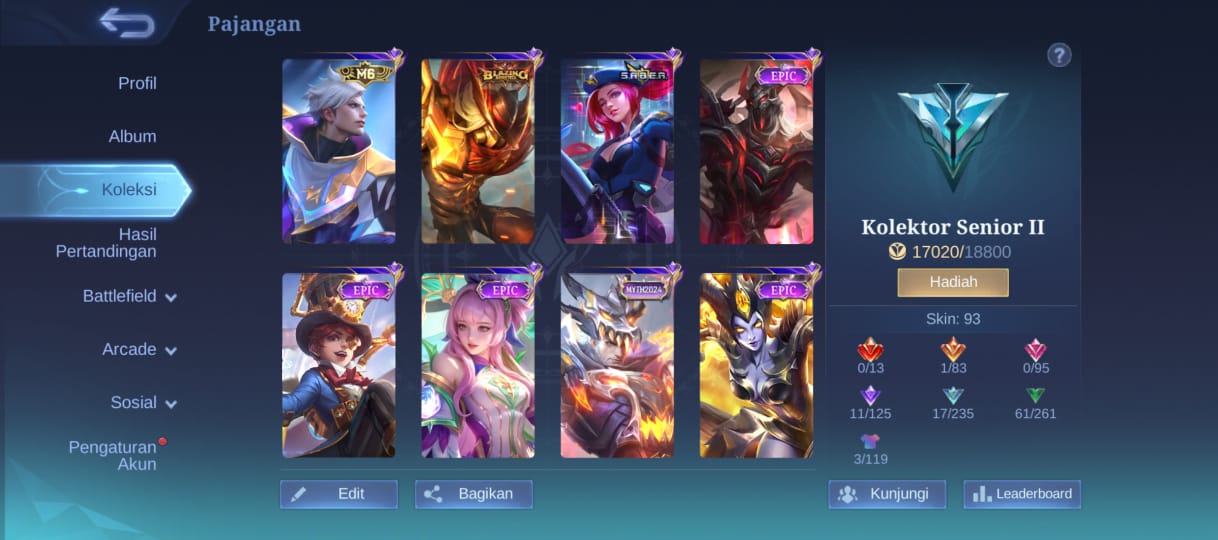 Pajangan
Profil
Album
Koleksi
Hasil
Pertandingan
Battlefield
Arcade
Sosial
Pengaturan
Akun
M6
BLAZING
S.A.B.E.R.
EPIC
EPIC
EPIC
MYTH2024
EPIC
Edit
Bagikan
?
Kolektor Senior II
17020/18800
Hadiah
Skin: 93
0/13
1/83
0/95
11/125
17/235
61/261
3/119
Kunjungi
Leaderboard